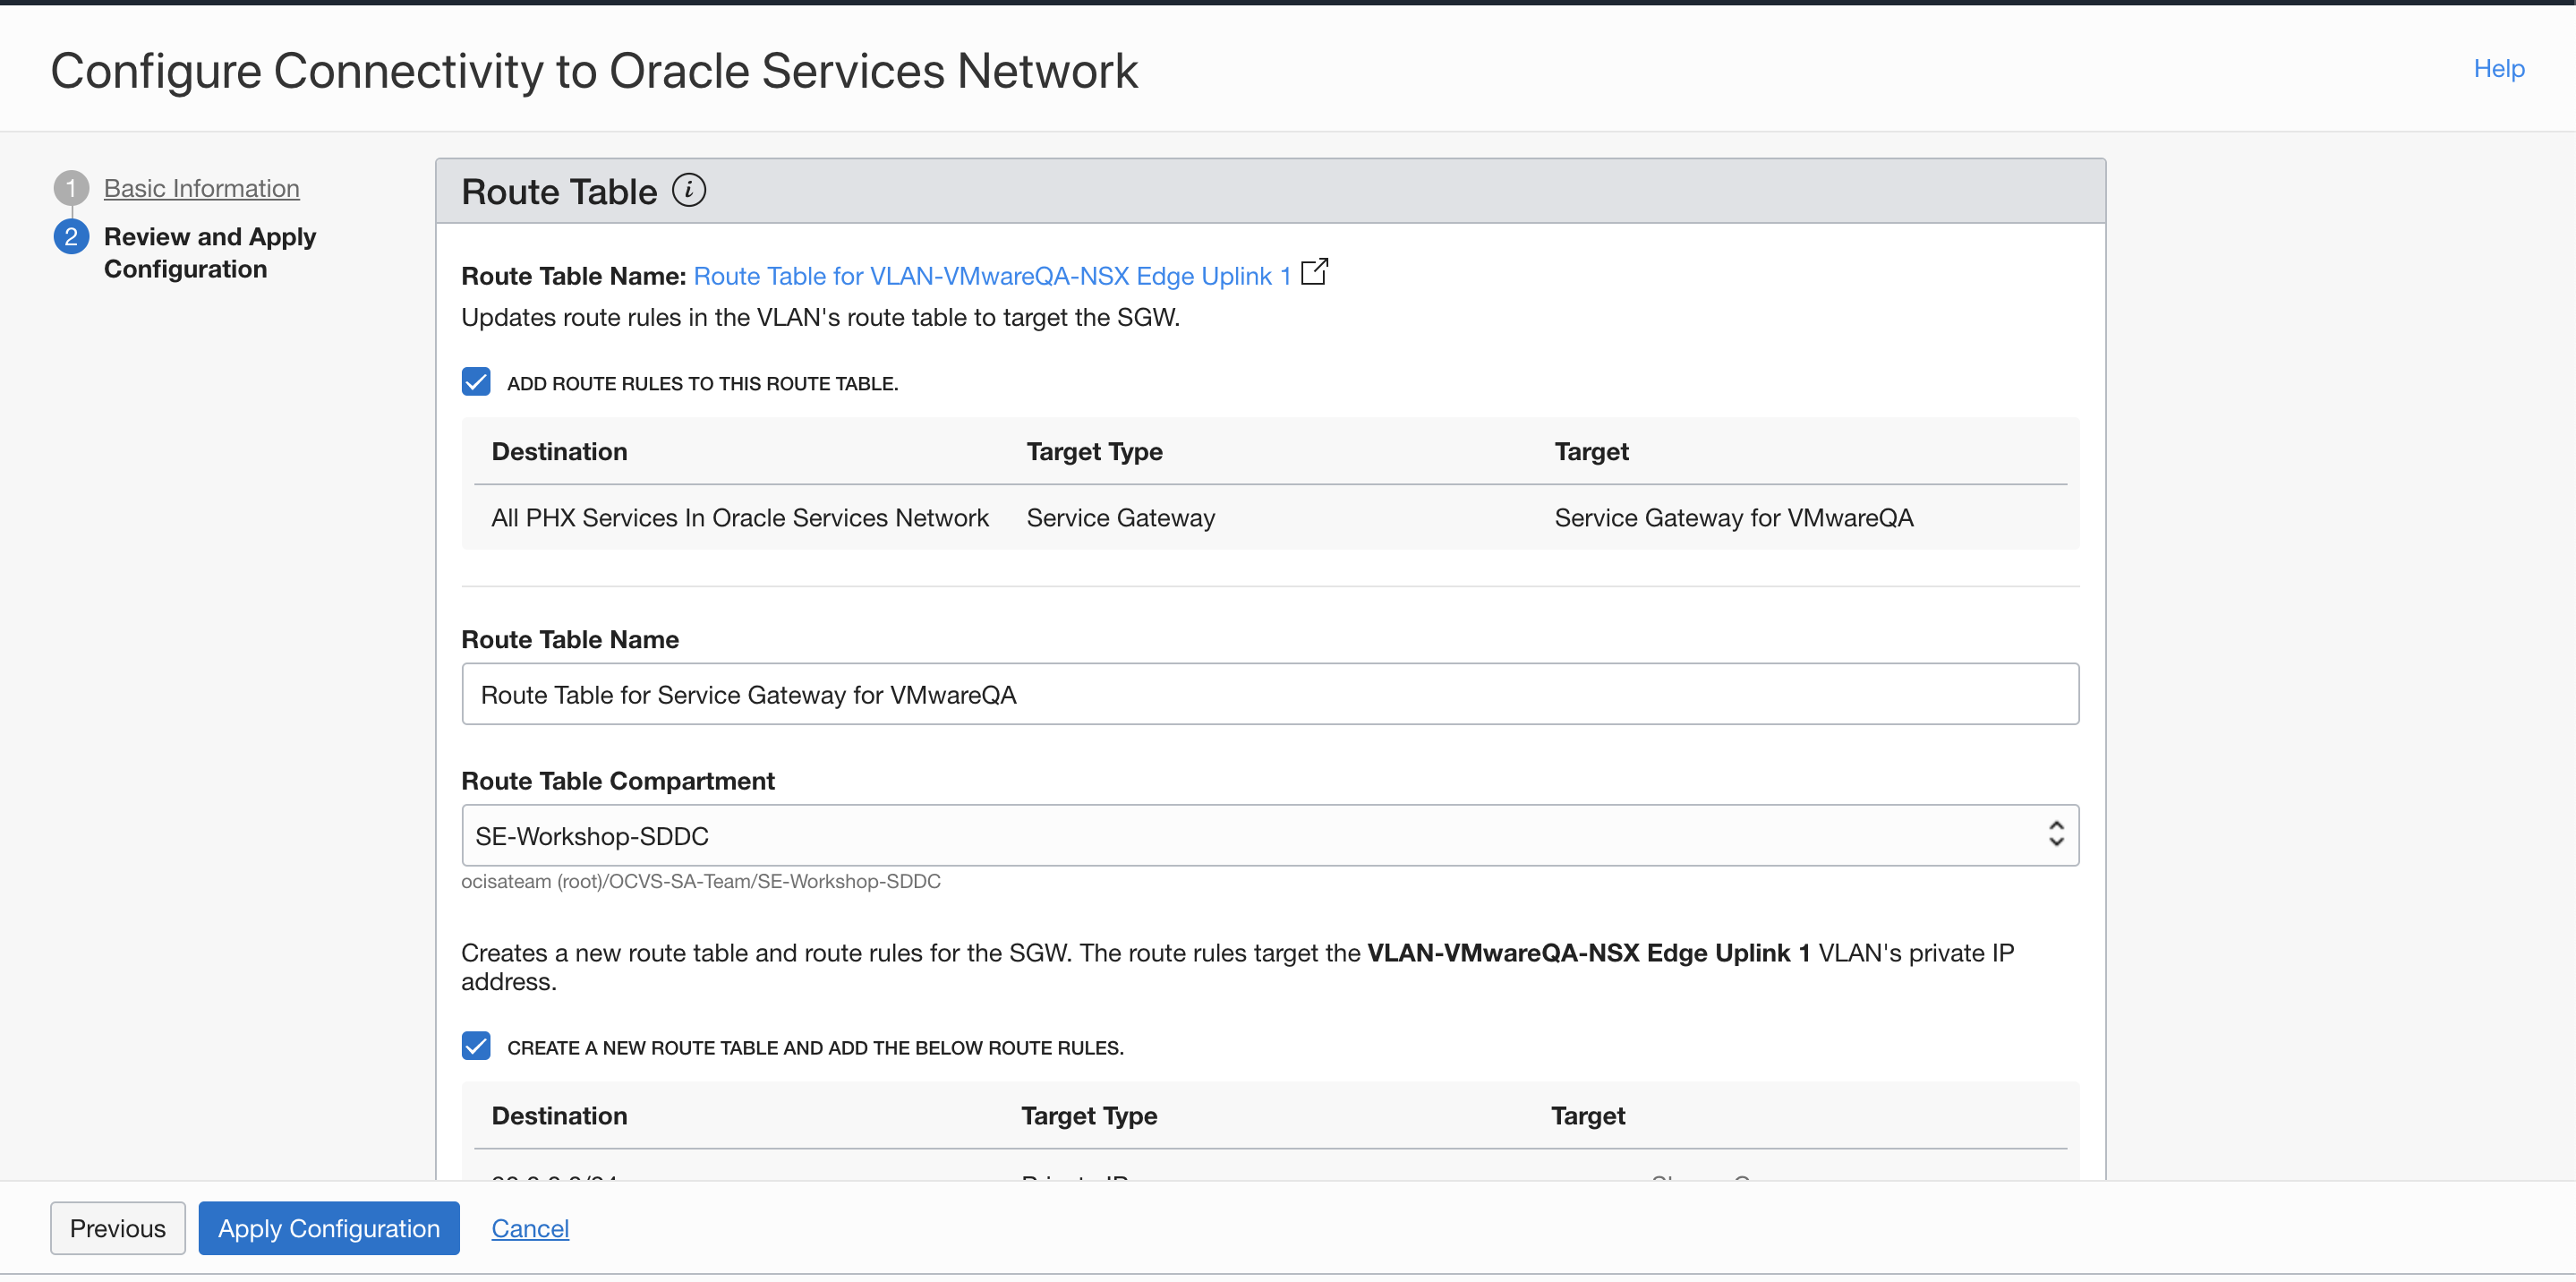 Configure Connectivity to Oracle Services Network
Help
1 Basic Information
2 Review and Apply
Configuration
Route Table i
Route Table Name: Route Table for VLAN-VMwareQA-NSX Edge Uplink 1
Updates route rules in the VLAN's route table to target the SGW.
ADD ROUTE RULES TO THIS ROUTE TABLE.
Destination Target Type Target
All PHX Services In Oracle Services Network Service Gateway Service Gateway for VMwareQA
Route Table Name
Route Table for Service Gateway for VMwareQA
Route Table Compartment
SE-Workshop-SDDC
ocisateam (root)/OCVS-SA-Team/SE-Workshop-SDDC
Creates a new route table and route rules for the SGW. The route rules target the VLAN-VMwareQA-NSX Edge Uplink 1 VLAN's private IP
address.
CREATE A NEW ROUTE TABLE AND ADD THE BELOW ROUTE RULES.
Destination Target Type Target
Private IP
Previous Apply Configuration Cancel